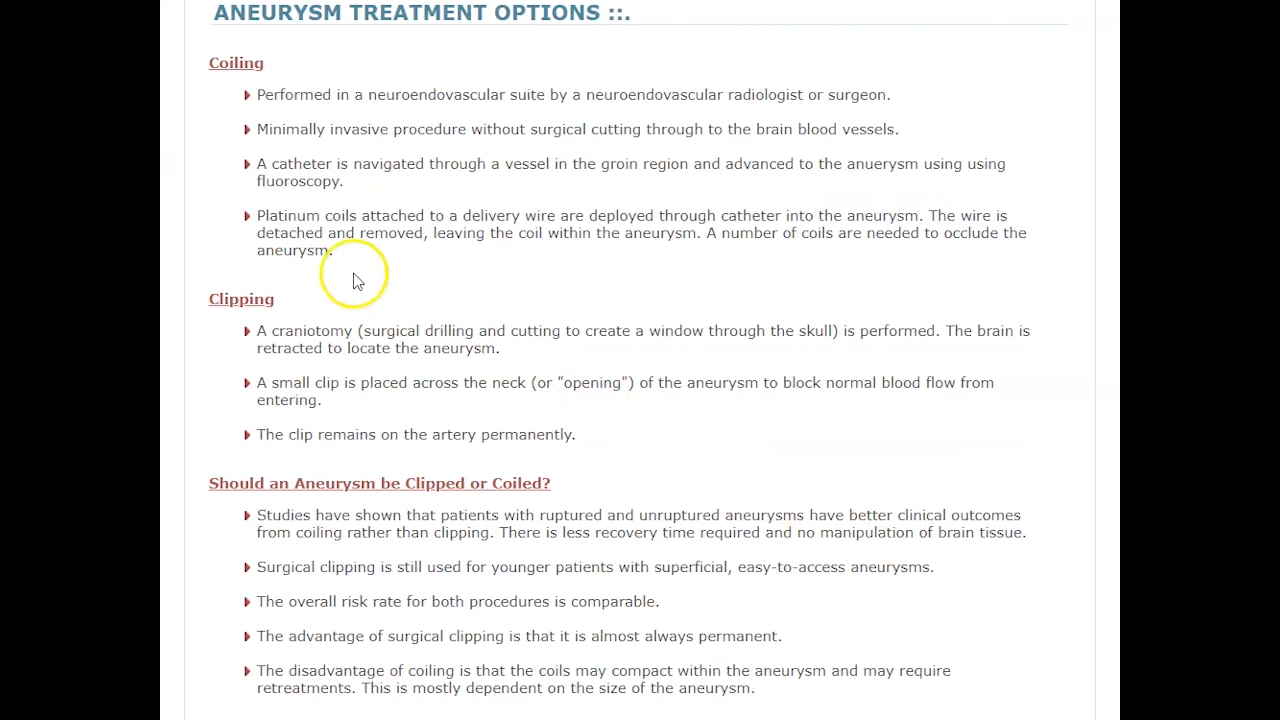 ANEURYSM TREATMENT OPTIONS ::.
Coiling
Performed in a neuroendovascular suite by a neuroendovascular radiologist or surgeon.
Minimally invasive procedure without surgical cutting through to the brain blood vessels.
A catheter is navigated through a vessel in the groin region and advanced to the anuerysm using using
fluoroscopy.
Platinum coils attached to a delivery wire are deployed through catheter into the aneurysm. The wire is
detached and removed, leaving the coil within the aneurysm. A number of coils are needed to occlude the
aneurysm.
Clipping
A craniotomy (surgical drilling and cutting to create a window through the skull) is performed. The brain is
retracted to locate the aneurysm.
A small clip is placed across the neck (or "opening") of the aneurysm to block normal blood flow from
entering.
The clip remains on the artery permanently.
Should an Aneurysm be Clipped or Coiled?
Studies have shown that patients with ruptured and unruptured aneurysms have better clinical outcomes
from coiling rather than clipping. There is less recovery time required and no manipulation of brain tissue.
Surgical clipping is still used for younger patients with superficial, easy-to-access aneurysms.
The overall risk rate for both procedures is comparable.
The advantage of surgical clipping is that it is almost always permanent.
The disadvantage of coiling is that the coils may compact within the aneurysm and may require
retreatments. This is mostly dependent on the size of the aneurysm.